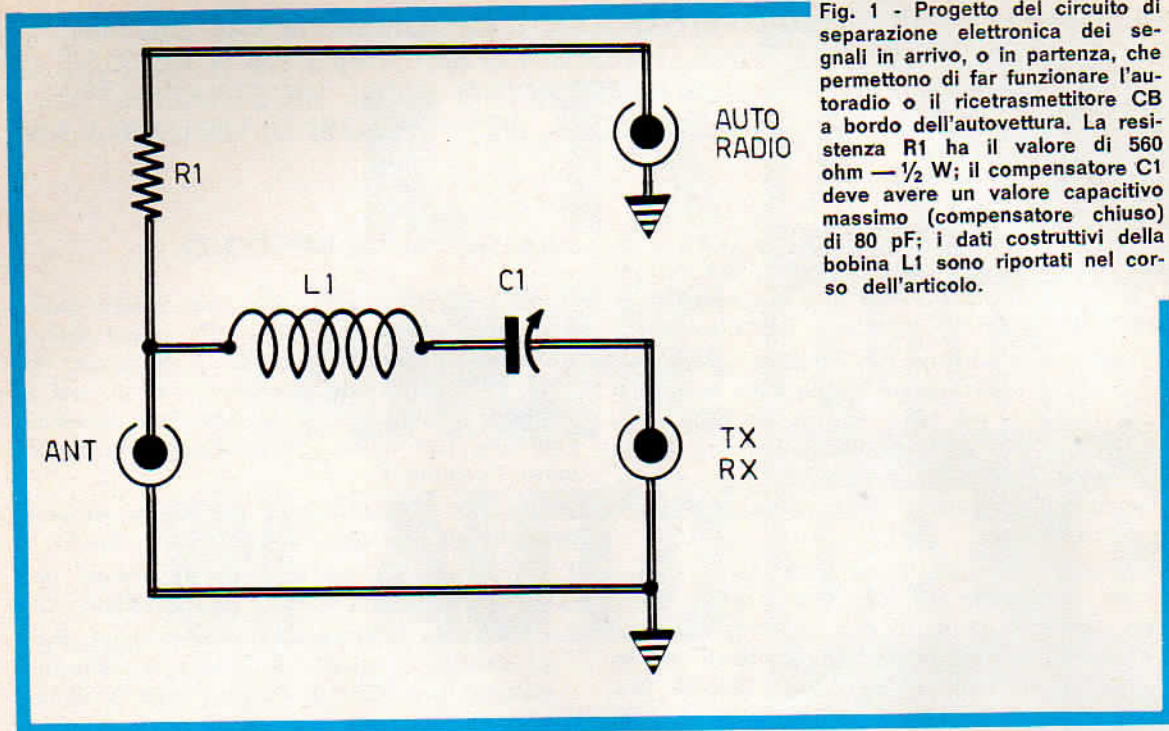 Fig. 1 - Progetto del circuito di
separazione elettronica dei se-
gnali in arrivo, o in partenza, che
permettono di far funzionare l'au-
toradio o il ricetrasmettitore CB
a bordo dell'autovettura. La resi-
stenza R1 ha il valore di 560
ohm — ½ W; il compensatore C1
deve avere un valore capacitivo
massimo (compensatore chiuso)
di 80 pF; i dati costruttivi della
bobina L1 sono riportati nel cor-
so dell'articolo.
AUTO
RADIO
R1
L1
C1
ANT
TX
RX